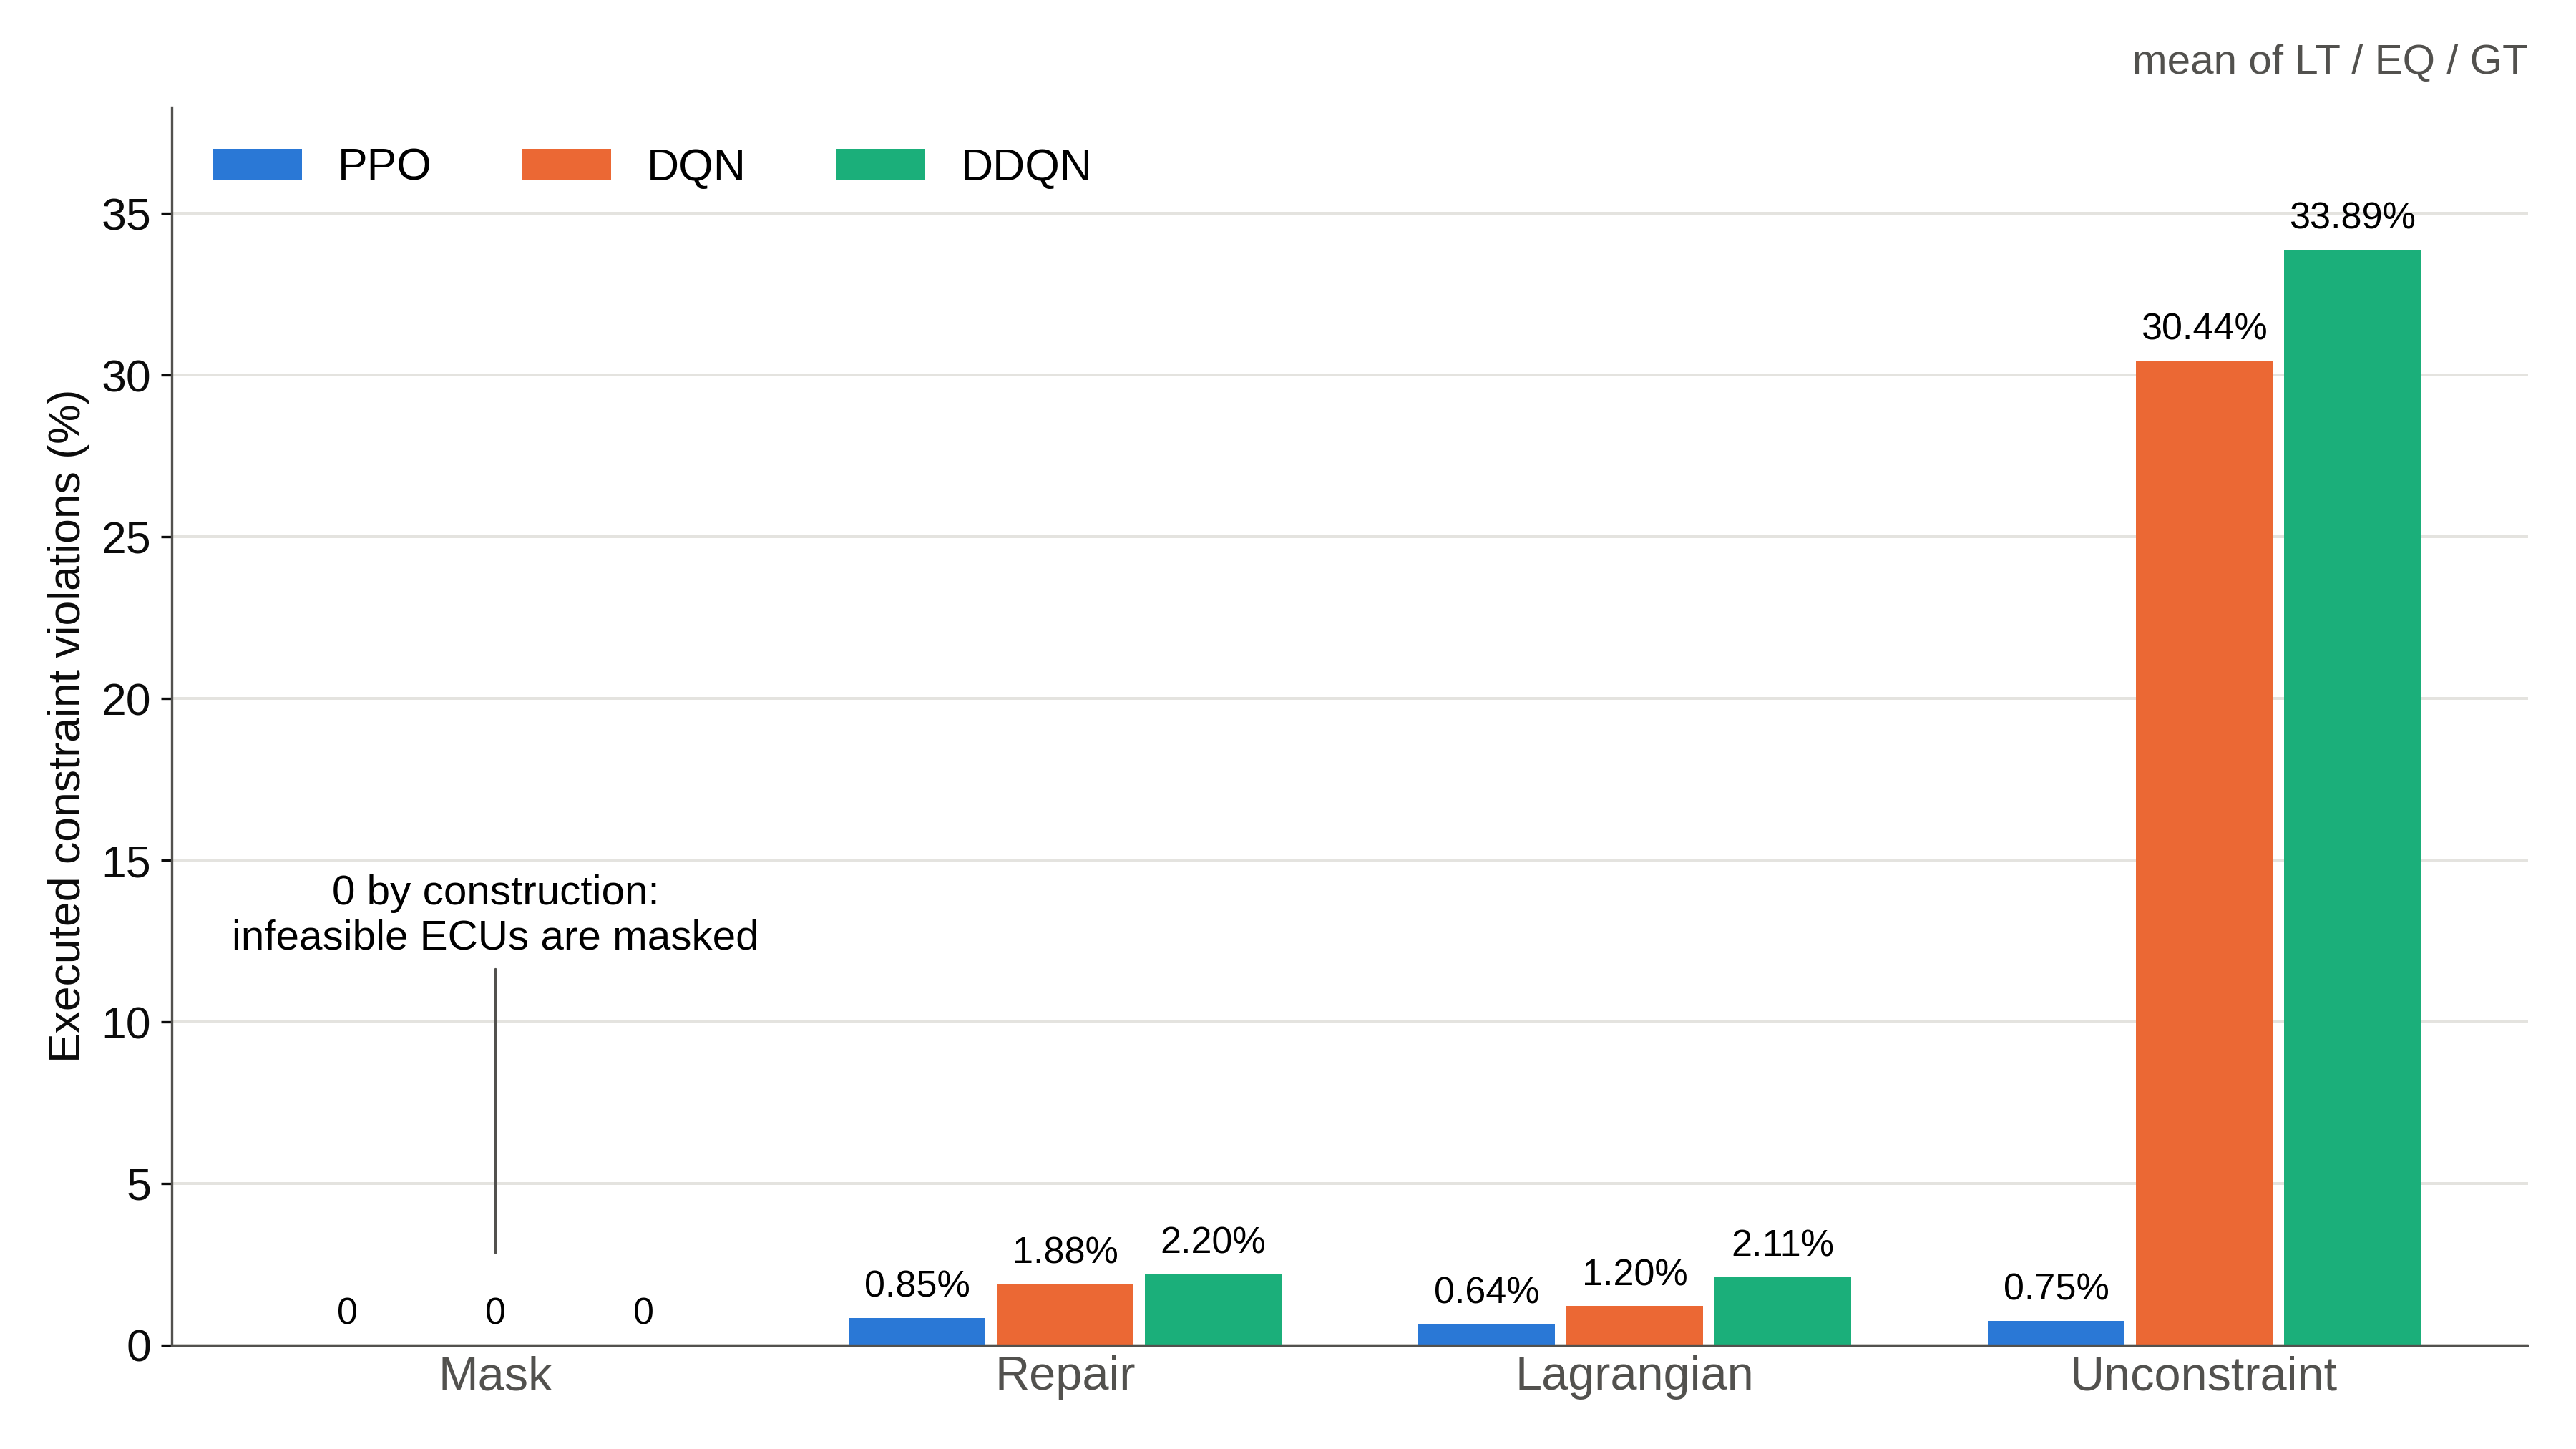 mean of LT / EQ / GT
PPO
DQN
DDQN
Executed constraint violations (%)
35
30
25
20
15
10
5
0
0 by construction:
infeasible ECUs are masked
0
0
0
0.85%
1.88%
2.20%
0.64%
1.20%
2.11%
0.75%
30.44%
33.89%
Mask
Repair
Lagrangian
Unconstraint